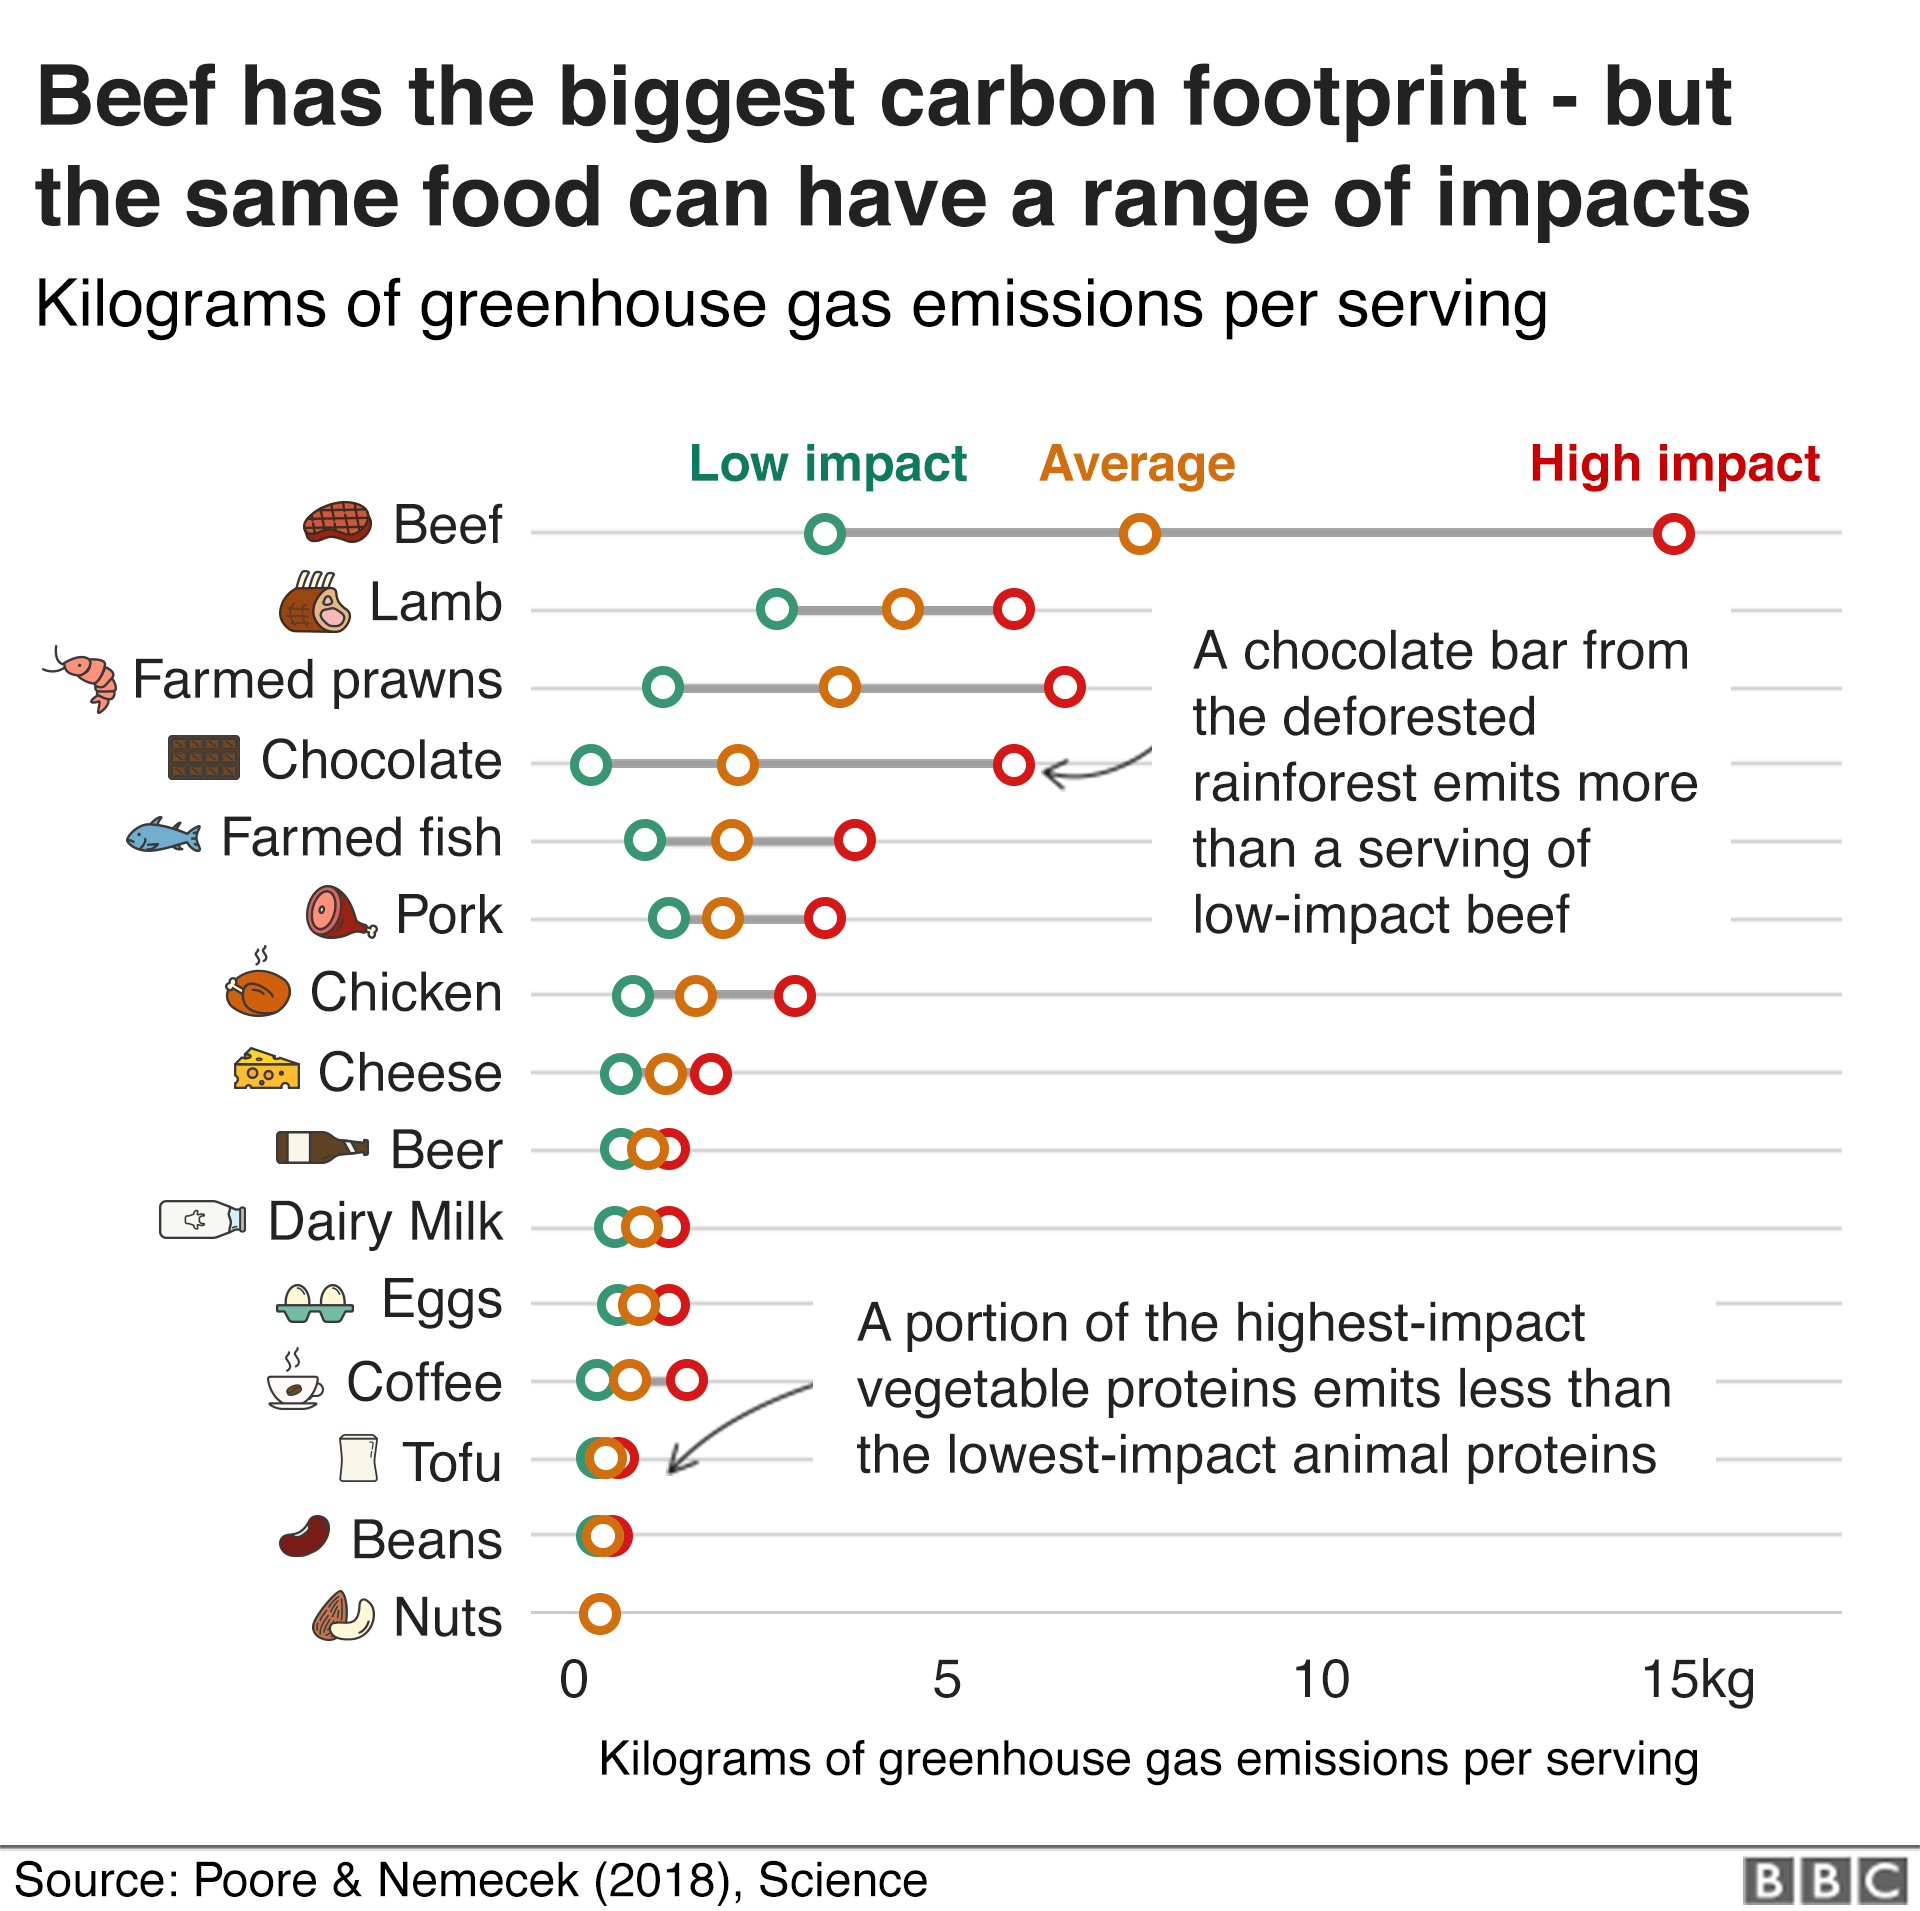 Beef has the biggest carbon footprint - but
the same food can have a range of impacts
Kilograms of greenhouse gas emissions per serving
Low impact Average High impact
Beef
Lamb
Farmed prawns
Chocolate
Farmed fish
Pork
Chicken
Cheese
Beer
Dairy Milk
Eggs
Coffee
Tofu
Beans
Nuts
A chocolate bar from
the deforested
rainforest emits more
than a serving of
low-impact beef
A portion of the highest-impact
vegetable proteins emits less than
the lowest-impact animal proteins
0 5 10 15kg
Kilograms of greenhouse gas emissions per serving
Source: Poore & Nemecek (2018), Science
BBC